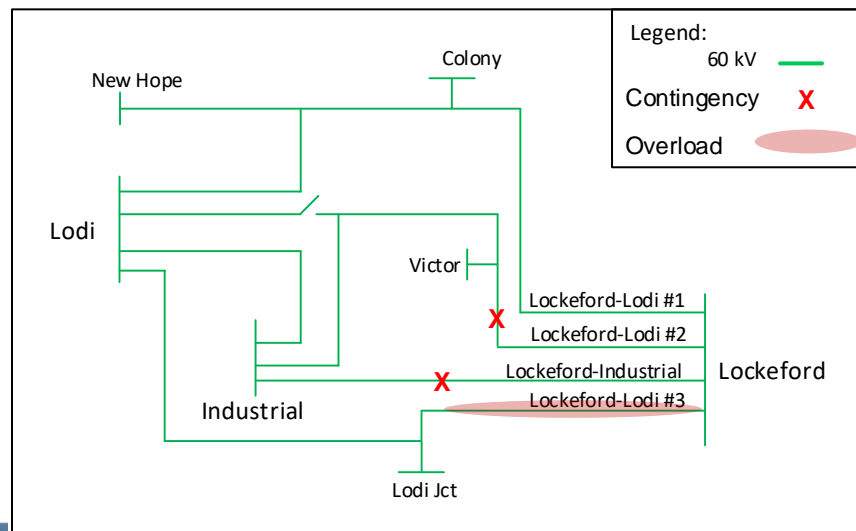 Legend:
60 kV
Contingency X
Overload
Colony
New Hope
Lodi
Victor
X
Lockeford-Lodi #1
Lockeford-Lodi #2
Lockeford-Industrial
Lockeford
X
Industrial
Lockeford-Lodi #3
Lodi Jct